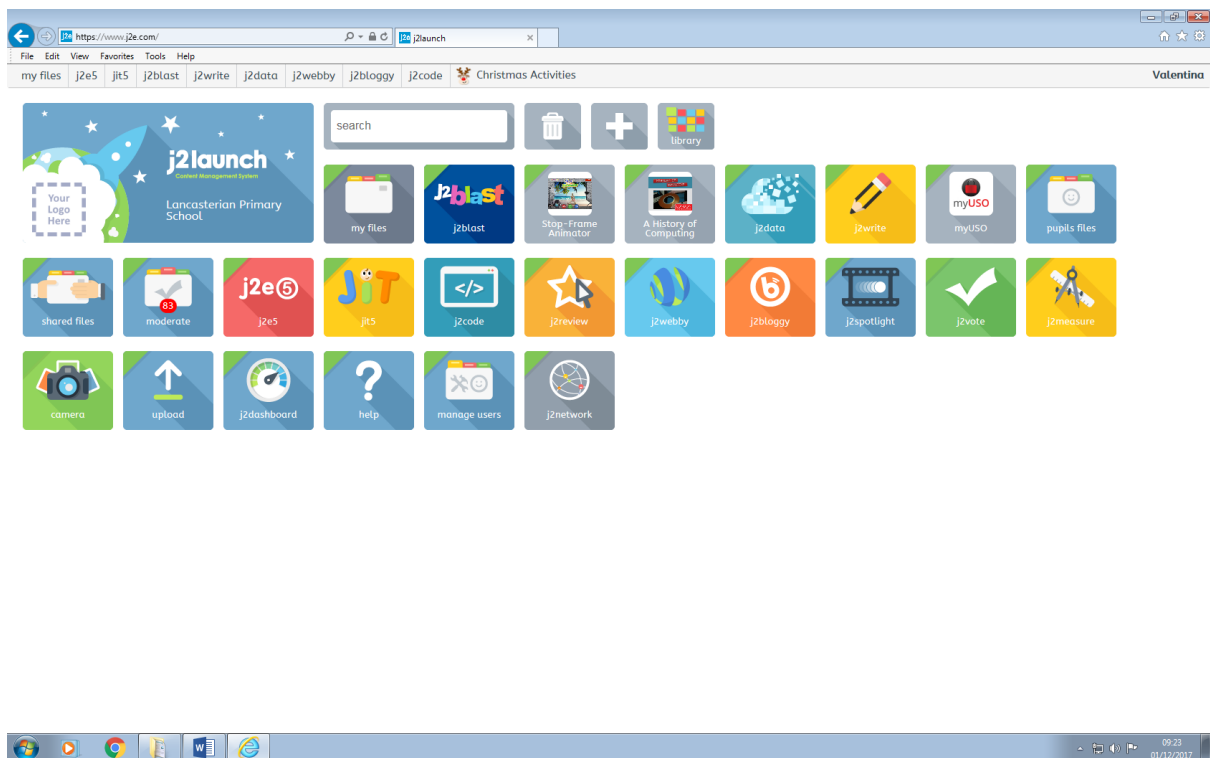 https://www.j2e.com/
j2launch
File Edit View Favorites Tools Help
my files j2e5 jit5 j2blast j2write j2data j2webby j2bloggy j2code Christmas Activities Valentina
j2launch
Content Management System
Lancasterian Primary
School
Your
Logo
Here
search
library
my files
j2blast
j2blast
Stop-Frame
Animator
A History of
Computing
j2data
j2write
myUSO
myUSO
pupils files
shared files
83
moderate
j2e5
j2e5
JiT
jit5
</>
j2code
j2review
j2webby
b
j2bloggy
j2spotlight
j2vote
j2measure
camera
upload
j2dashboard
?
help
manage users
j2network
09:23
01/12/2017